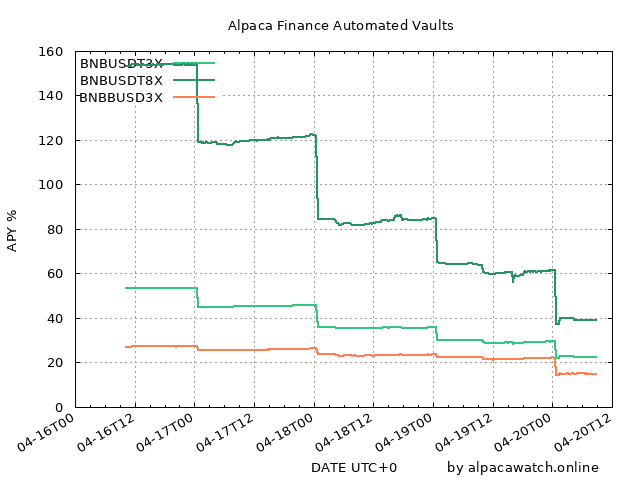 Alpaca Finance Automated Vaults
160
140
120
100
80
60
40
20
0
APY %
BNBUSDT3X
BNBUSDT8X
BNBBUSD3X
04-16T00
04-16T12
04-17T00
04-17T12
04-18T00
04-18T12
04-19T00
04-19T12
04-20T00
04-20T12
DATE UTC+0
by alpacawatch.online